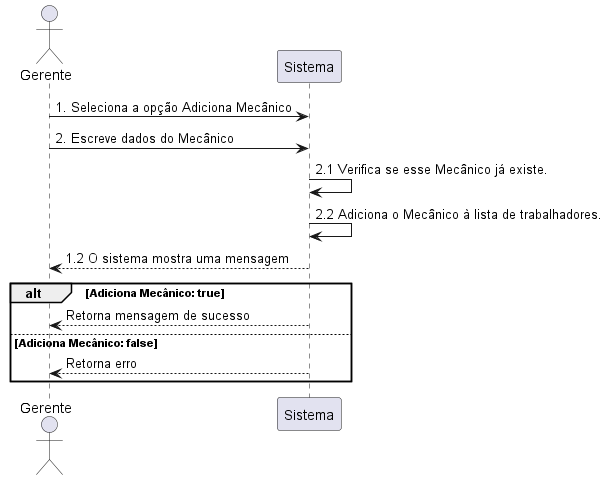 Gerente
Sistema
1. Seleciona a opção Adiciona Mecânico
2. Escreve dados do Mecânico
2.1 Verifica se esse Mecânico já existe.
2.2 Adiciona o Mecânico à lista de trabalhadores.
1.2 O sistema mostra uma mensagem
alt [Adiciona Mecânico: true]
Retorna mensagem de sucesso
[Adiciona Mecânico: false]
Retorna erro
Gerente
Sistema